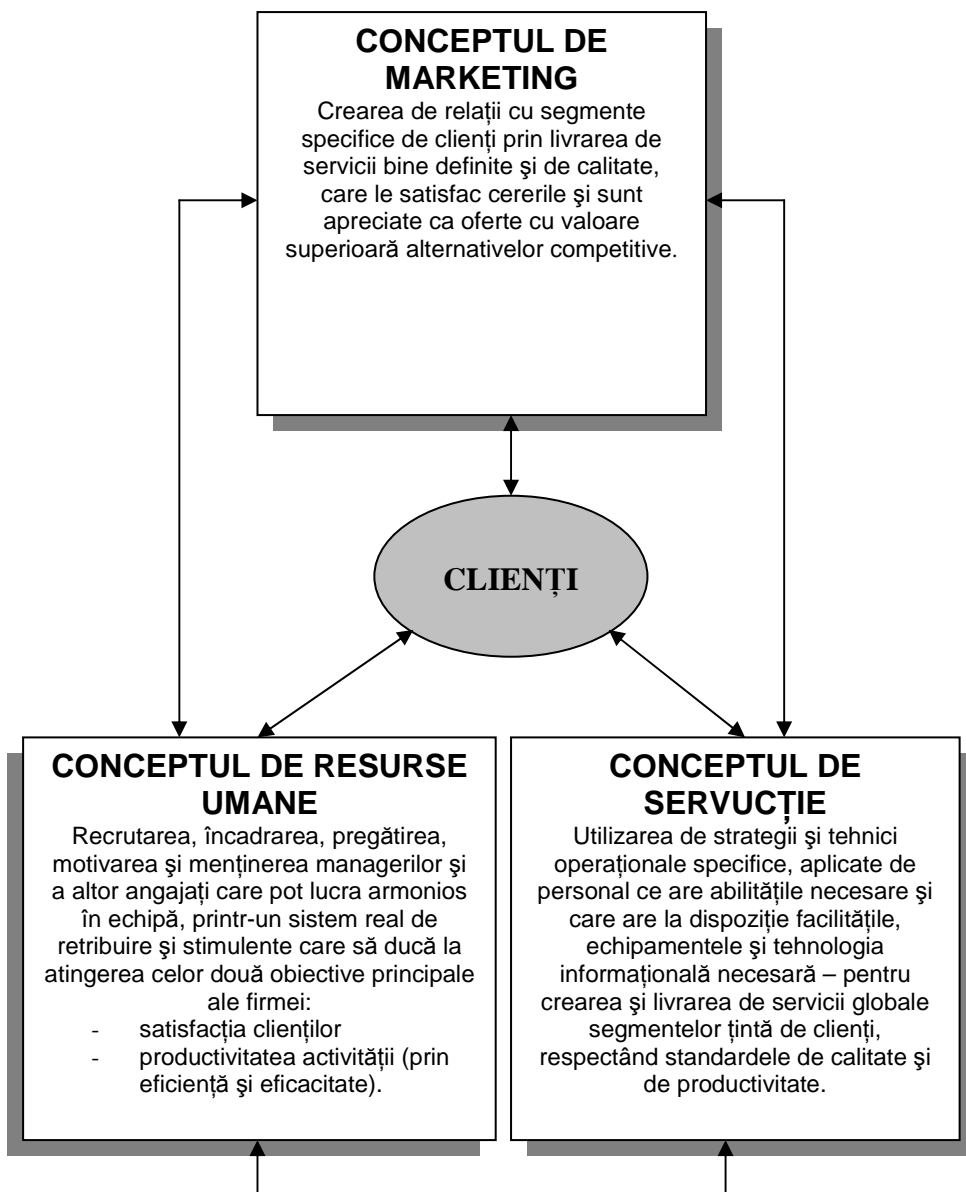 CONCEPTUL DE
MARKETING
Crearea de relații cu segmente
specifice de clienți prin livrarea de
servicii bine definite şi de calitate,
care le satisfac cererile şi sunt
apreciate ca oferte cu valoare
superioară alternativelor competitive.
CLIENȚI
CONCEPTUL DE RESURSE
UMANE
Recrutarea, încadrarea, pregătirea,
motivarea şi menținerea managerilor şi
a altor angajați care pot lucra armonios
în echipă, printr-un sistem real de
retribuire şi stimulente care să ducă la
atingerea celor două obiective principale
ale firmei:
- satisfacția clienților
- productivitatea activității (prin
eficiență şi eficacitate).
CONCEPTUL DE
SERVUCȚIE
Utilizarea de strategii şi tehnici
operaționale specifice, aplicate de
personal ce are abilitățile necesare şi
care are la dispoziție facilitățile,
echipamentele şi tehnologia
informațională necesară – pentru
crearea şi livrarea de servicii globale
segmentelor țintă de clienți,
respectând standardele de calitate şi
de productivitate.